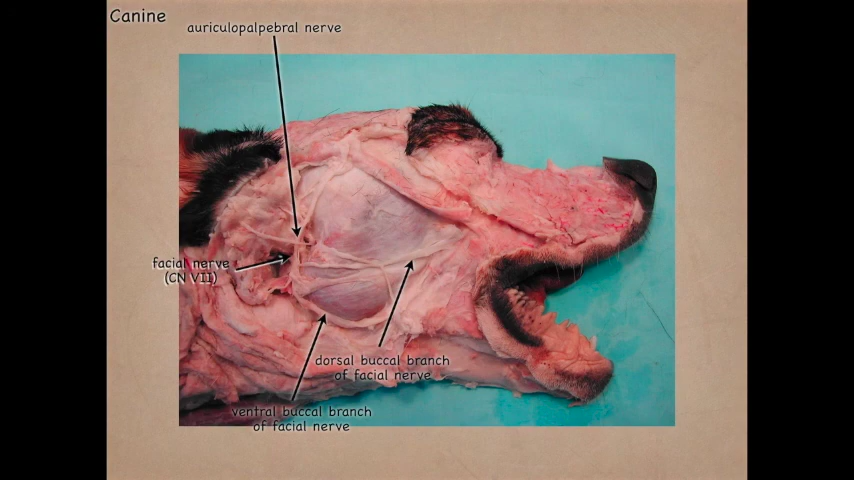 Canine
auriculopalpebral nerve
facial nerve
(CN VII)
dorsal buccal branch
of facial nerve
ventral buccal branch
of facial nerve